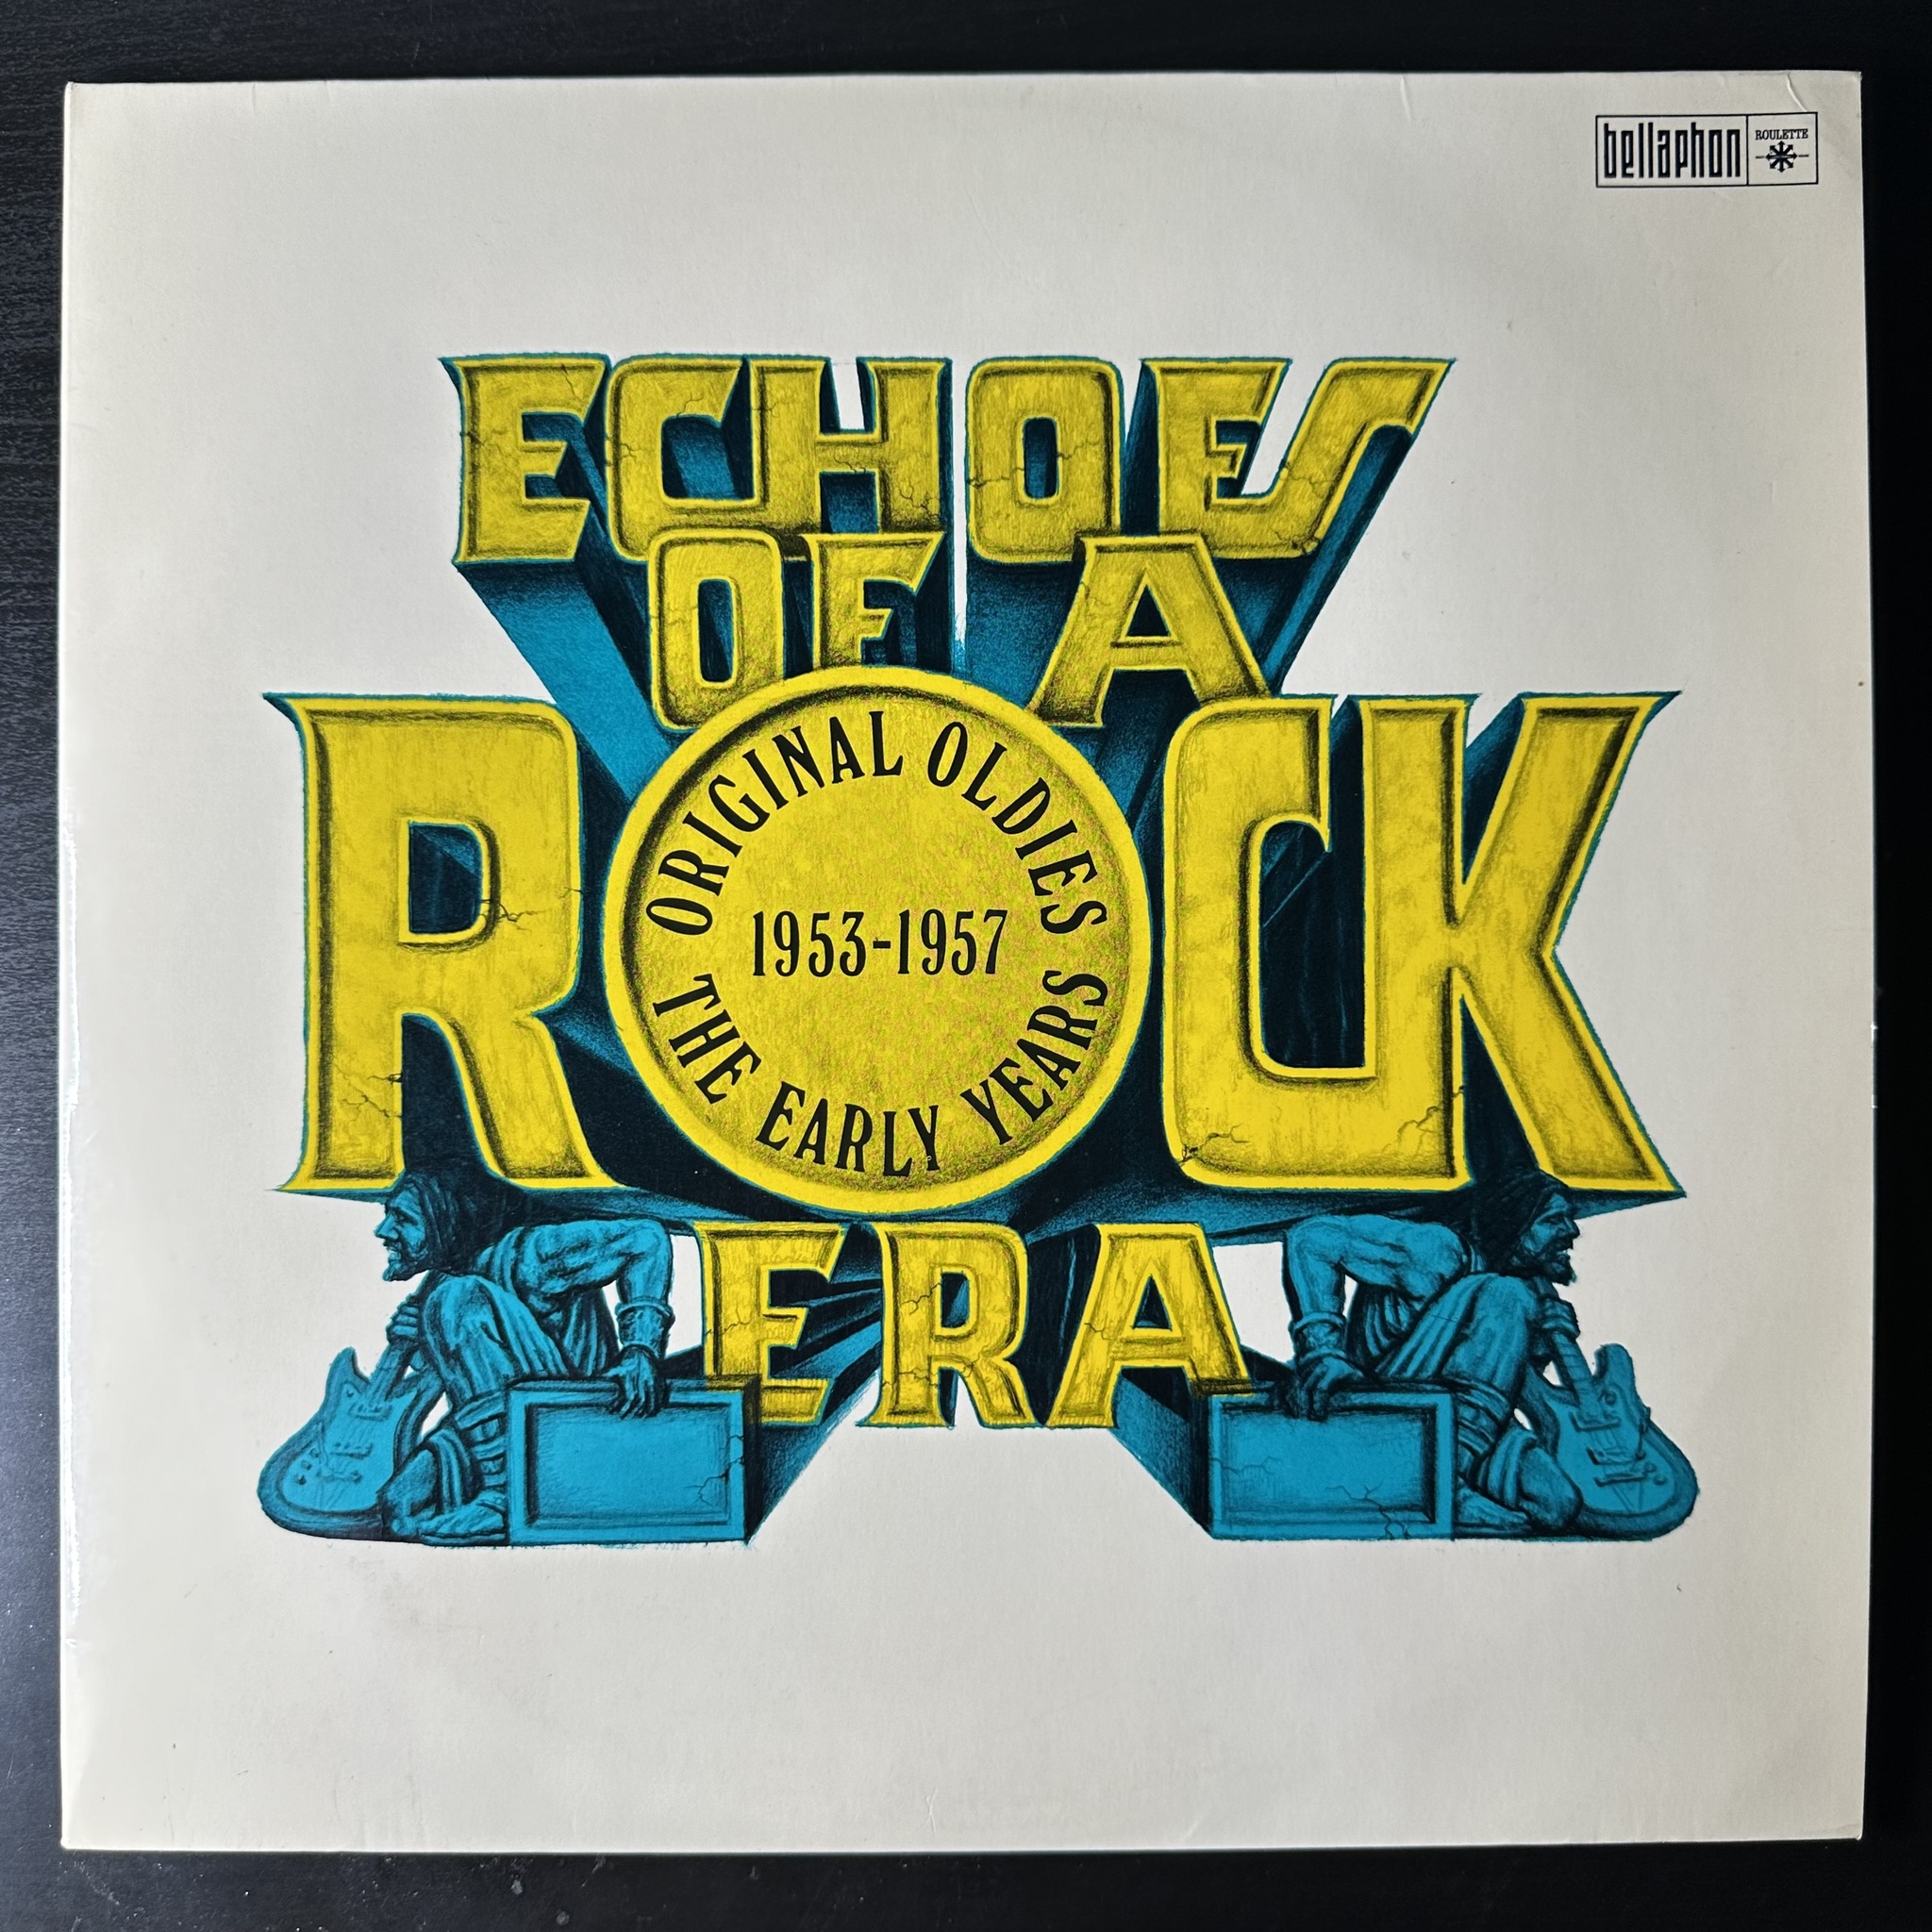 bellaphon ROULETTE
ECHOES
OF A
ROCK
ORIGINAL OLDIES
1953-1957
THE EARLY YEARS
ERA